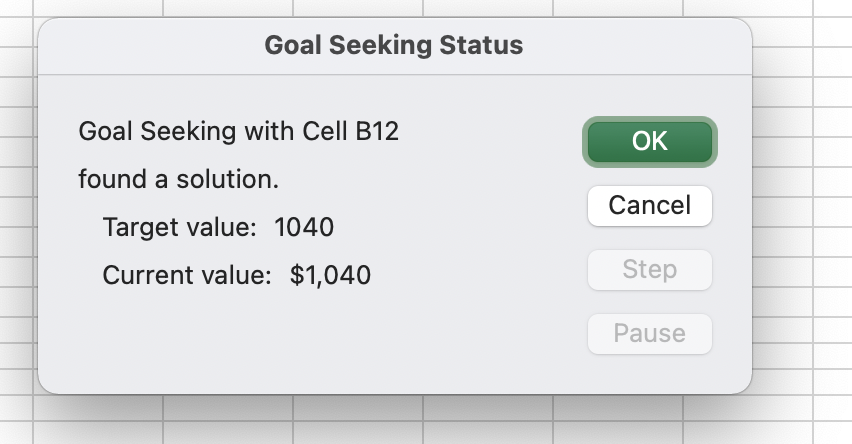 Goal Seeking Status
Goal Seeking with Cell B12
found a solution.
Target value: 1040
Current value: $1,040
OK
Cancel
Step
Pause